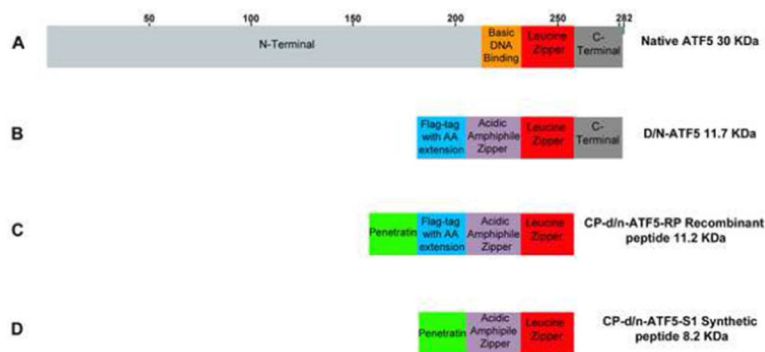 50 100 150 200 250 282
A
N-Terminal
Basic
DNA
Binding
Leucine
Zipper
C-
Terminal
Native ATF5 30 KDa
B
Flag-tag
with AA
extension
Acidic
Amphiphile
Zipper
Leucine
Zipper
C-
Terminal
D/N-ATF5 11.7 KDa
C
Penetratin
Flag-tag
with AA
extension
Acidic
Amphiphile
Zipper
Leucine
Zipper
CP-d/n-ATF5-RP Recombinant
peptide 11.2 KDa
D
Penetratin
Acidic
Amphipile
Zipper
Leucine
Zipper
CP-d/n-ATF5-S1 Synthetic
peptide 8.2 KDa